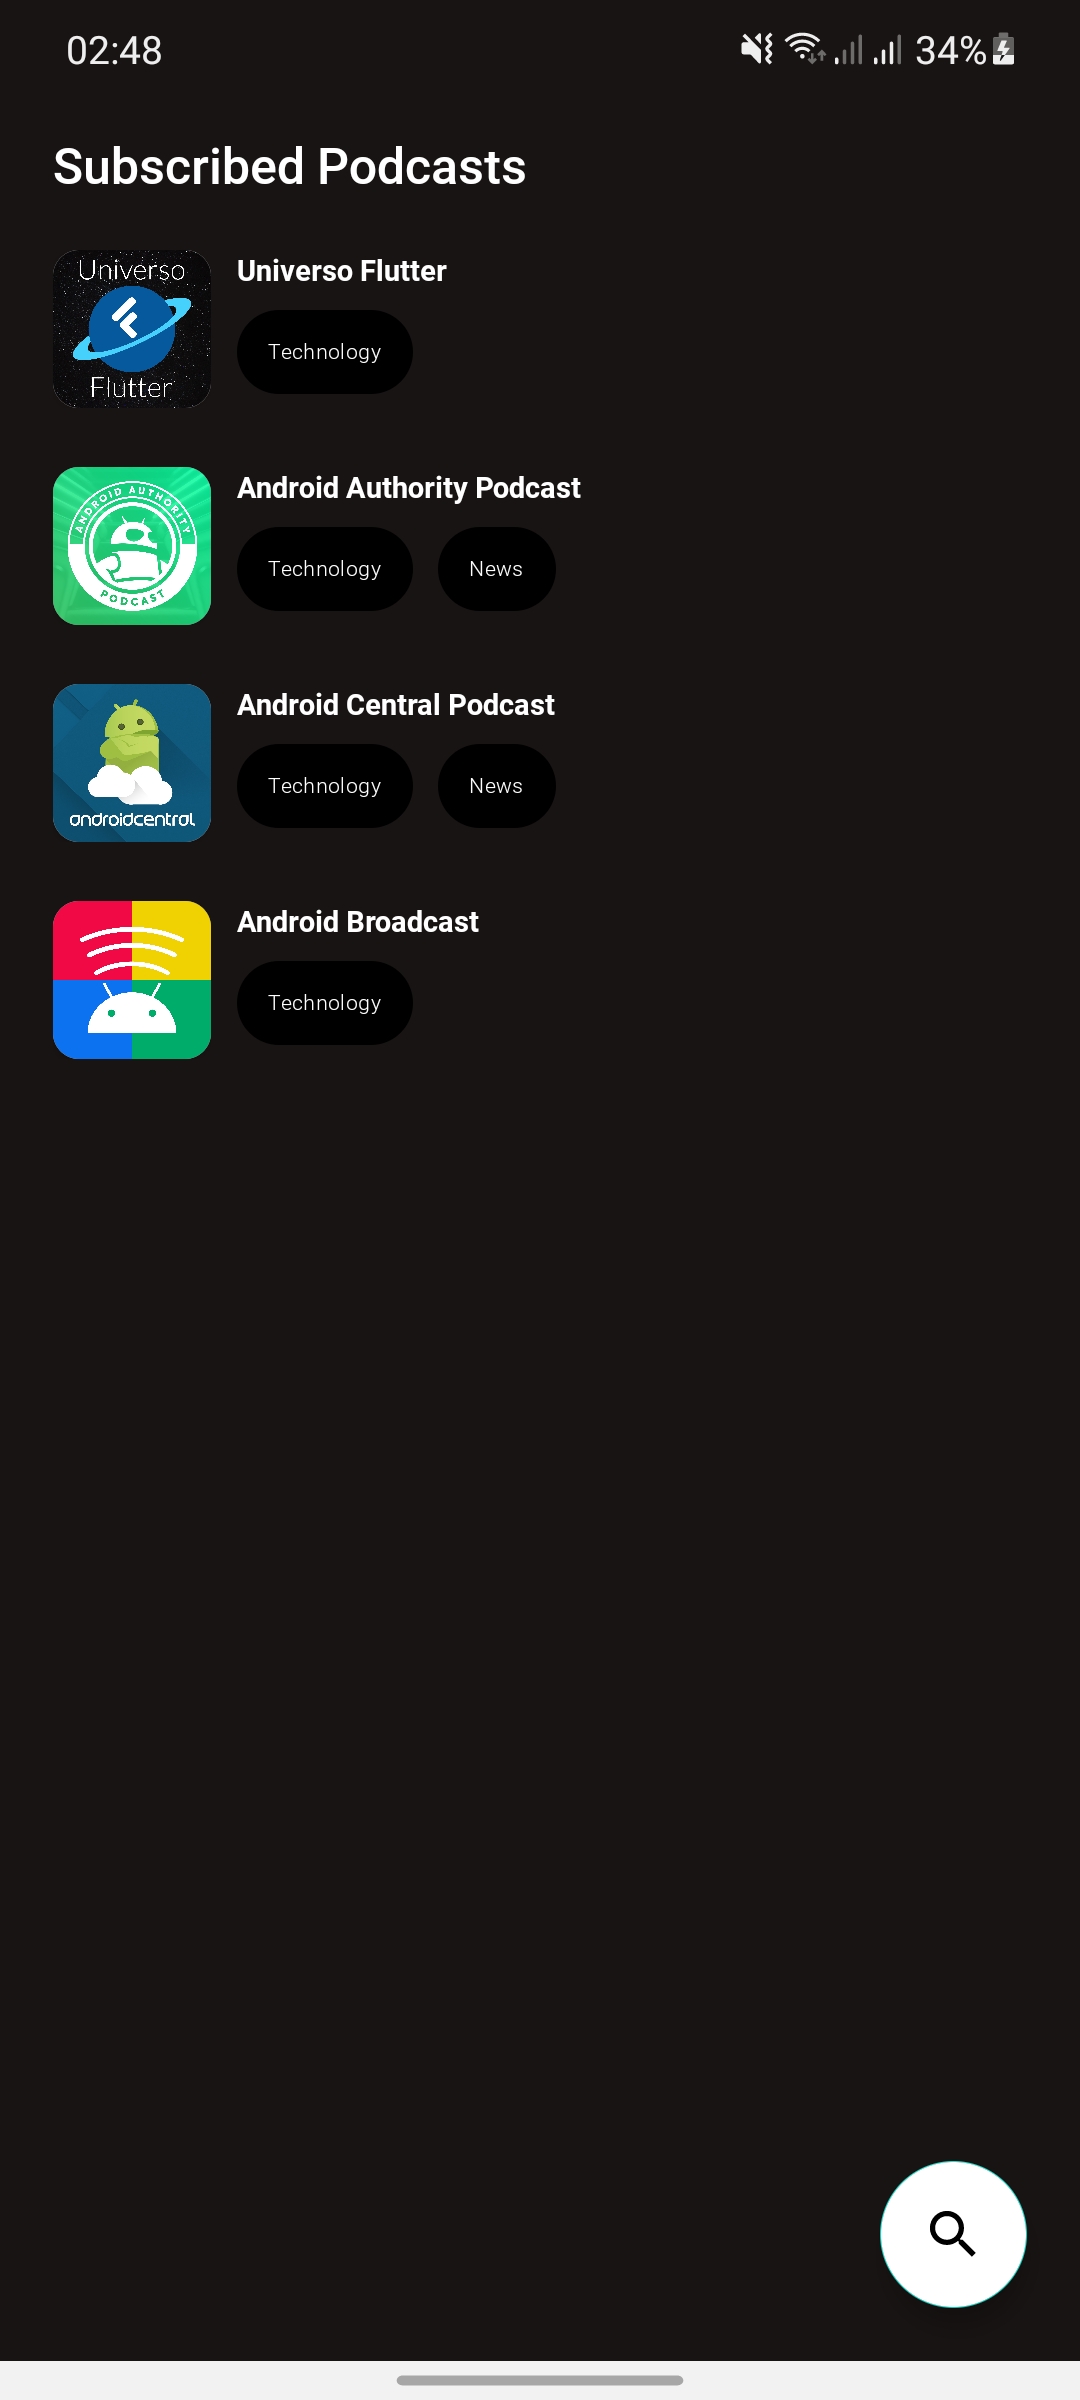 02:48
34%
Subscribed Podcasts
Universo
Flutter
Universo Flutter
Technology
ANDROID AUTHORITY
PODCAST
Android Authority Podcast
Technology News
androidcentral
Android Central Podcast
Technology News
Android Broadcast
Technology